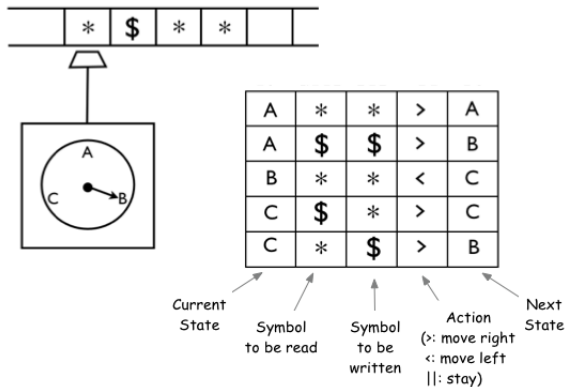 * $ * *
A
C B
A * * > A
A $ $ > B
B * * < C
C $ * > C
C * $ > B
Current
State
Symbol
to be read
Symbol
to be
written
Action
(>: move right
<: move left
||: stay)
Next
State